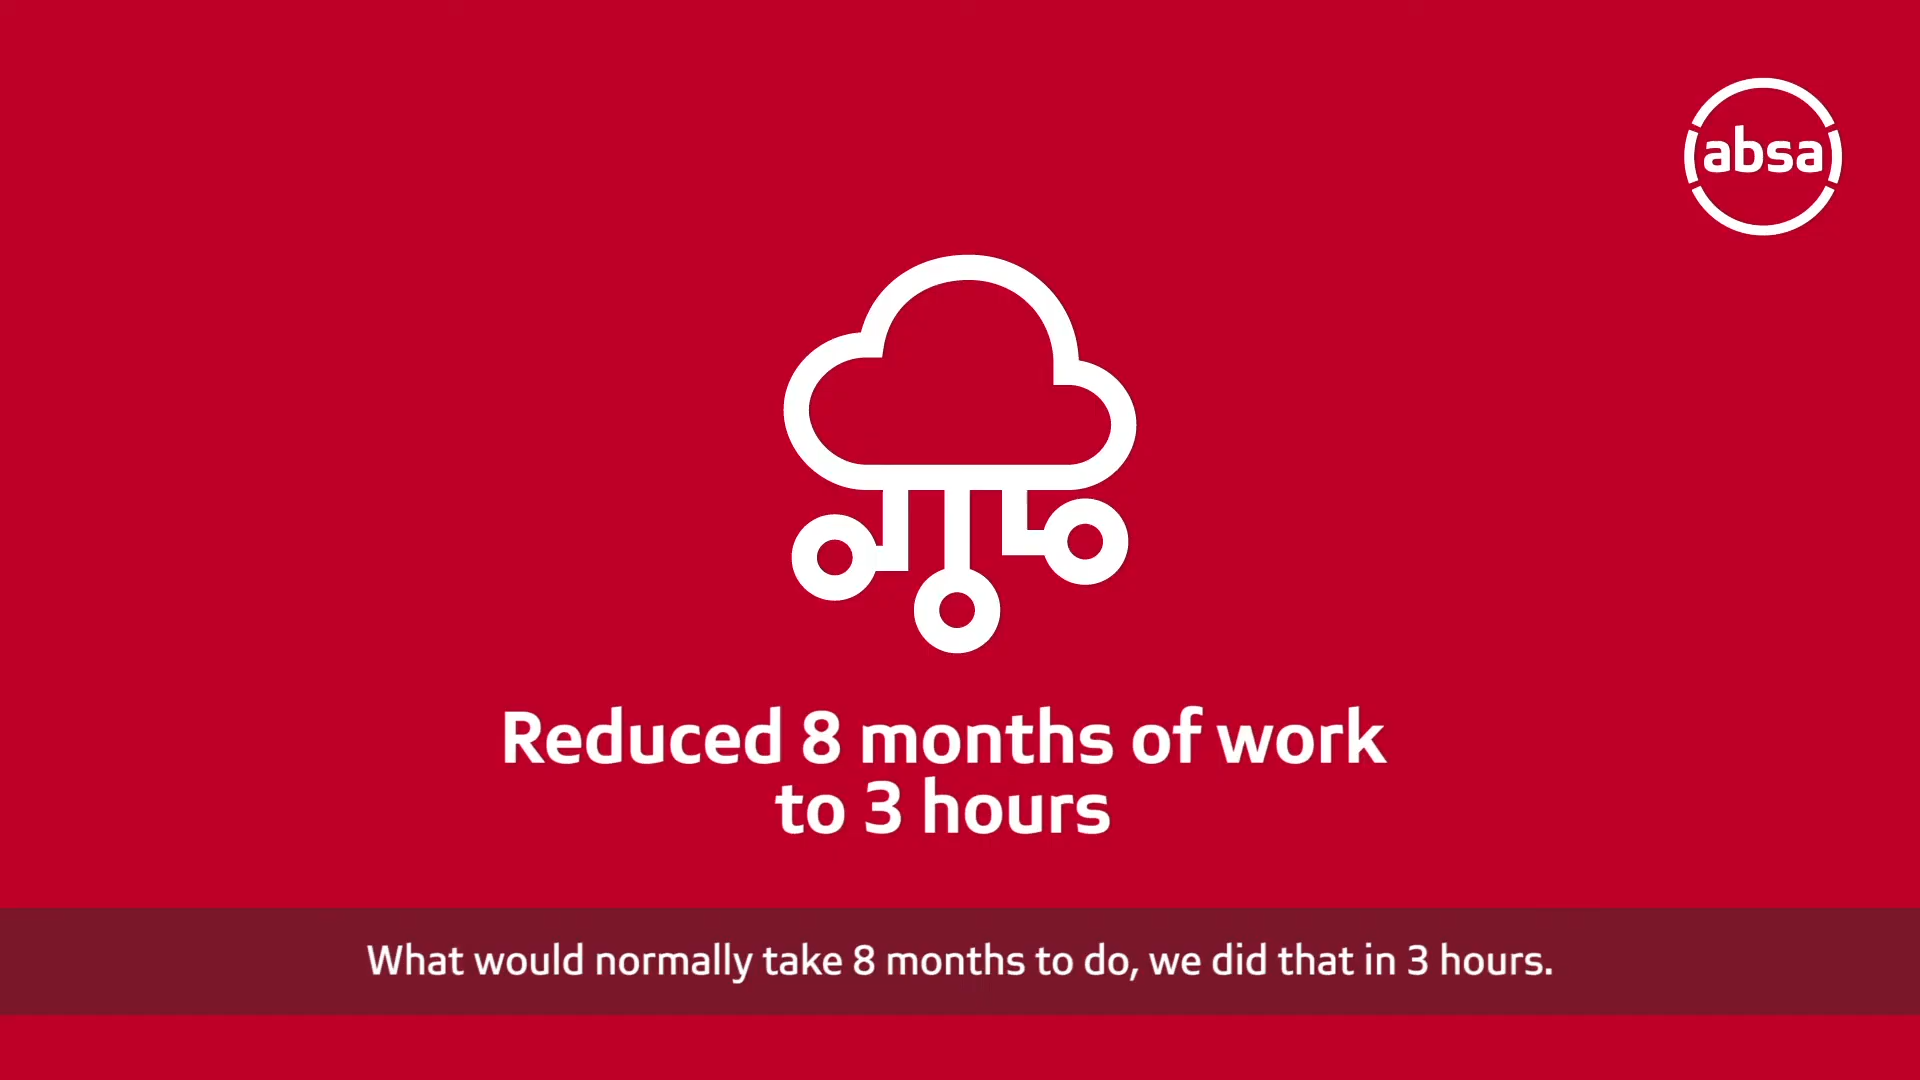 absa
Reduced 8 months of work
to 3 hours
What would normally take 8 months to do, we did that in 3 hours.